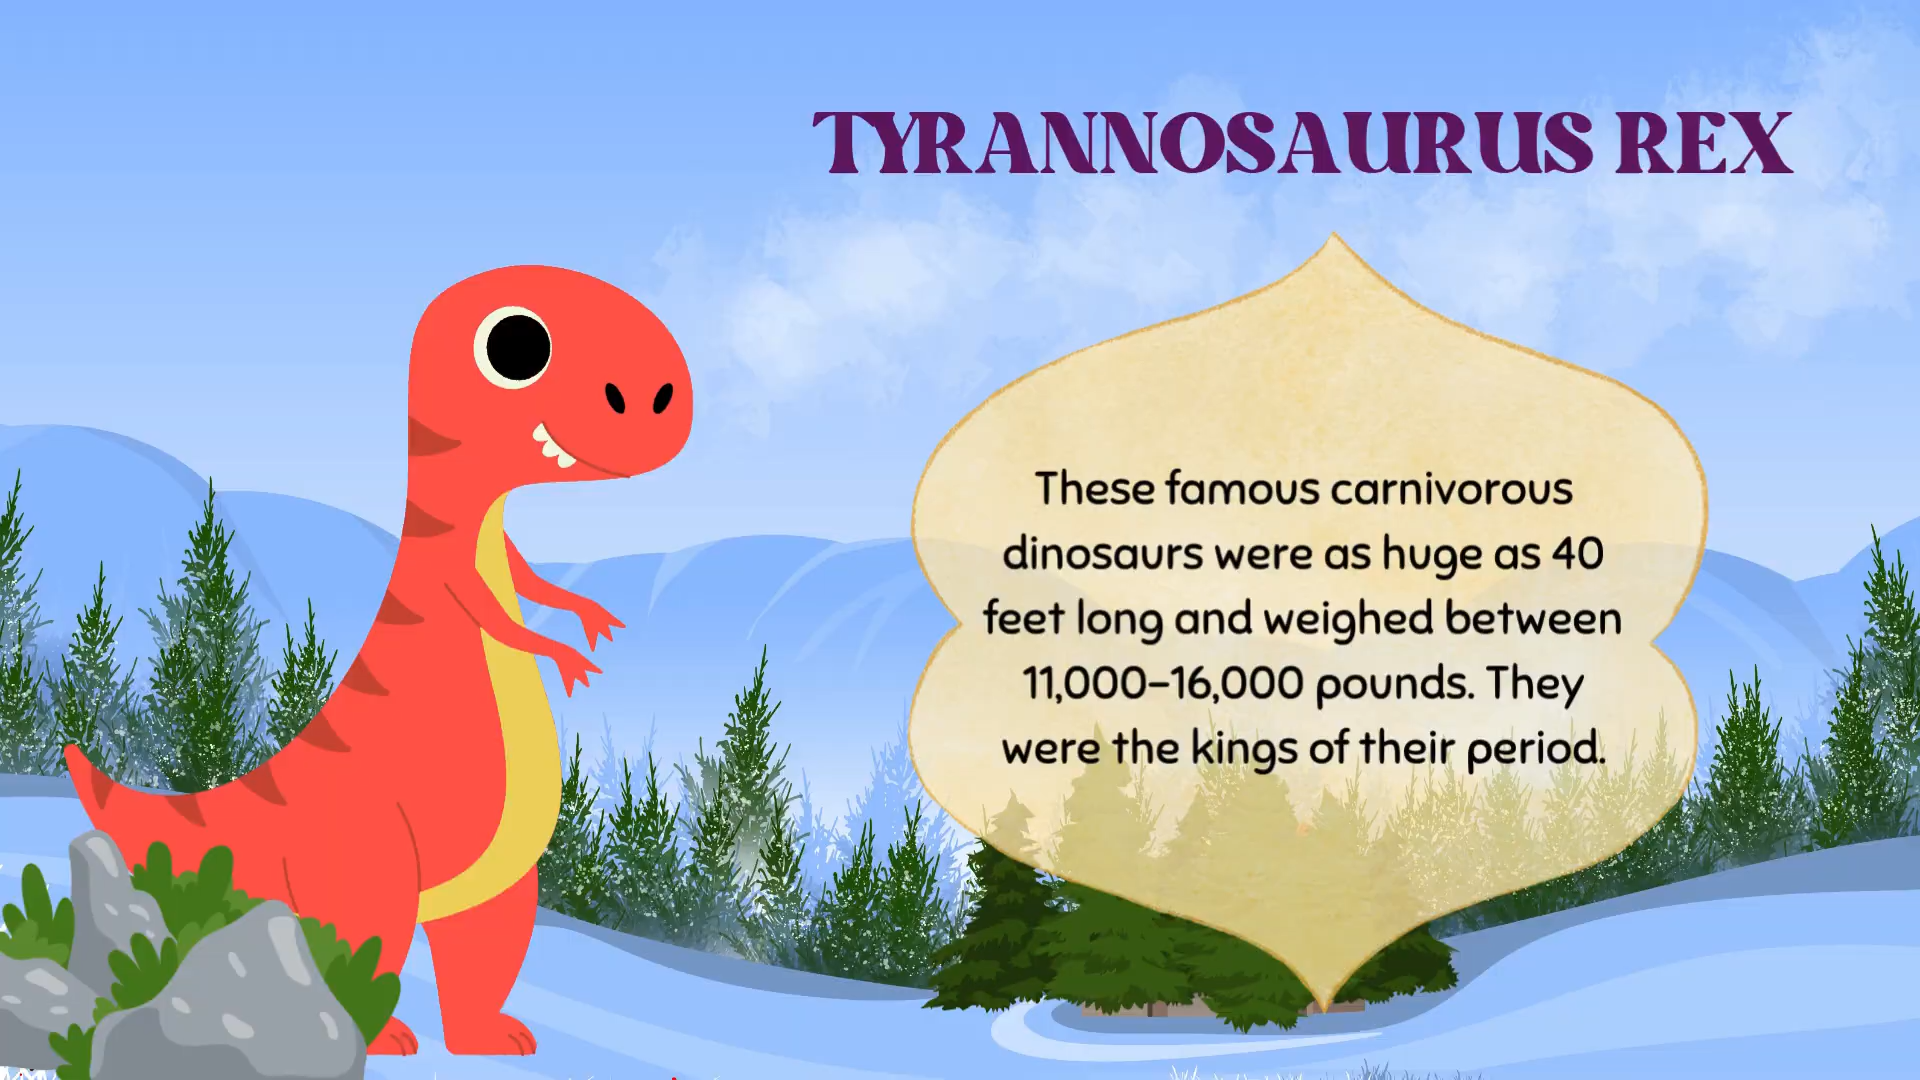 TYRANNOSAURUS REX
These famous carnivorous
dinosaurs were as huge as 40
feet long and weighed between
11,000–16,000 pounds. They
were the kings of their period.